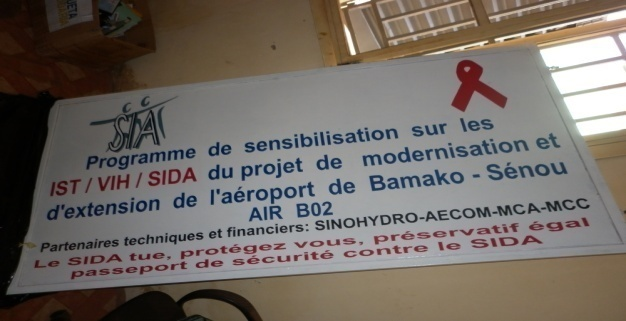 STA
Programme de sensibilisation sur les
IST / VIH / SIDA du projet de modernisation et
d'extension de l'aéroport de Bamako - Sénou
AIR B02
Partenaires techniques et financiers: SINOHYDRO-AECOM-MCA-MCC
Le SIDA tue, protégez vous, préservatif égal
passeport de sécurité contre le SIDA